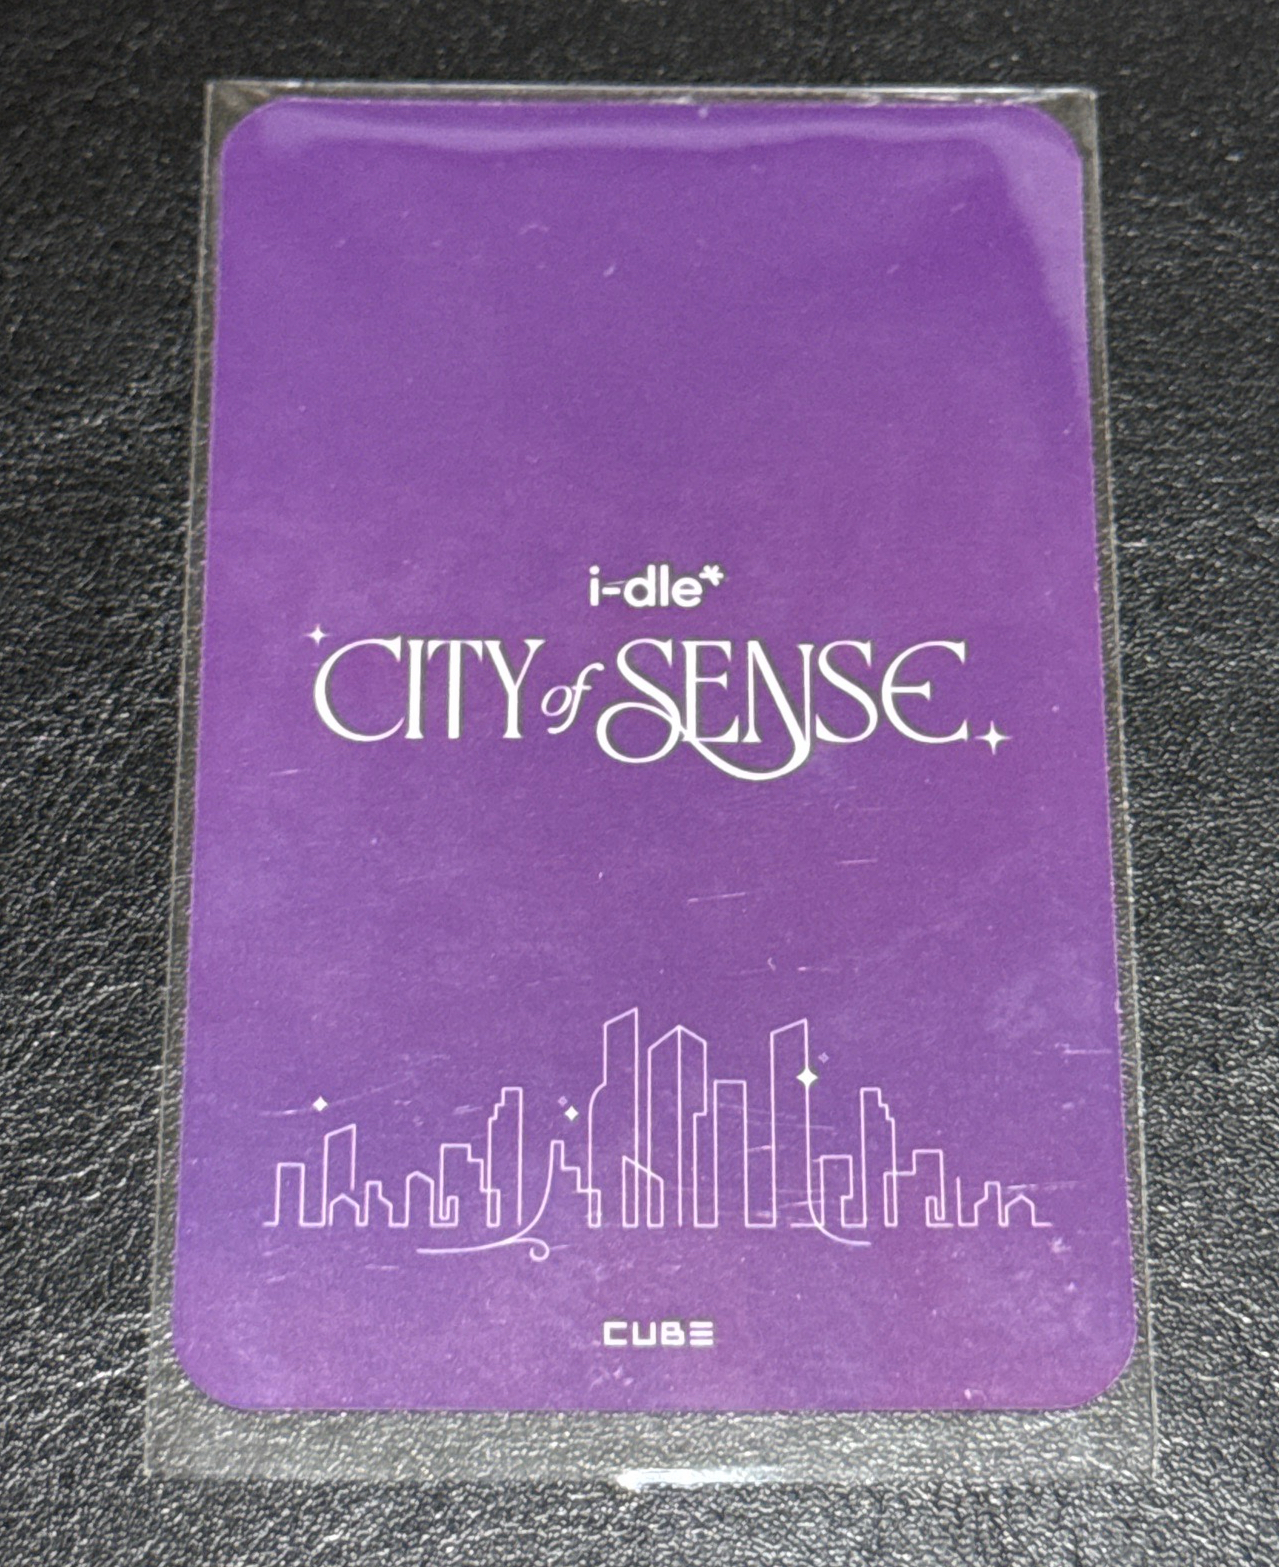 i-dle*
CITY of SENSE
CUBE